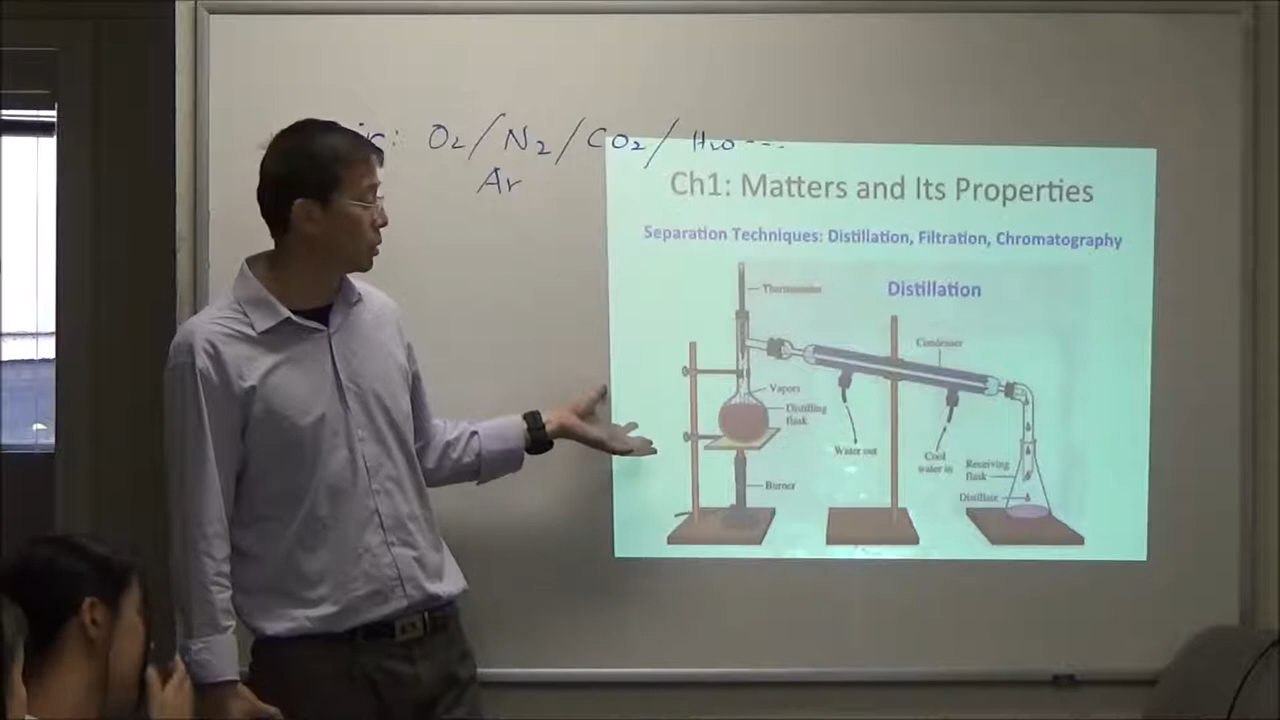 O2 / N2 / CO2 / H2O ---
Ar
Ch1: Matters and Its Properties
Separation Techniques: Distillation, Filtration, Chromatography
Distillation
Thermometer
Condenser
Vapors
Distilling
flask
Water out
Cool
water in
Receiving
flask
Burner
Distillate